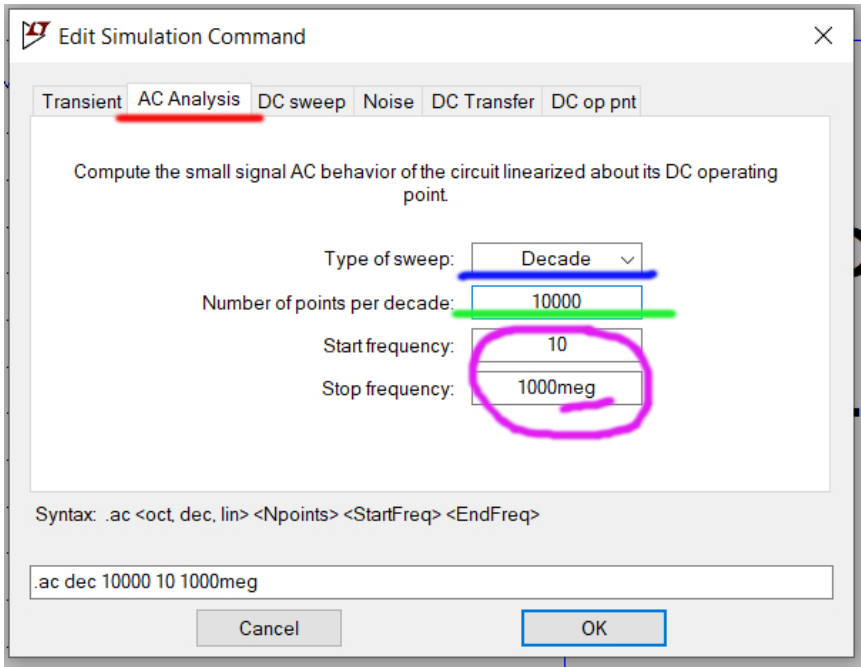 Edit Simulation Command
Transient AC Analysis DC sweep Noise DC Transfer DC op pnt
Compute the small signal AC behavior of the circuit linearized about its DC operating
point.
Type of sweep: Decade
Number of points per decade: 10000
Start frequency: 10
Stop frequency: 1000meg
Syntax: .ac <oct, dec, lin> <Npoints> <StartFreq> <EndFreq>
.ac dec 10000 10 1000meg
Cancel OK